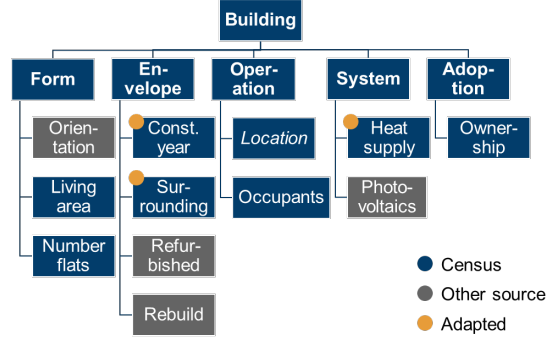 Building
Form
En-
velope
Oper-
ation
System
Adop-
tion
Orien-
tation
Const.
year
Location
Heat
supply
Owner-
ship
Living
area
Sur-
rounding
Occupants
Photo-
voltaics
Number
flats
Refur-
bished
Rebuild
Census
Other source
Adapted